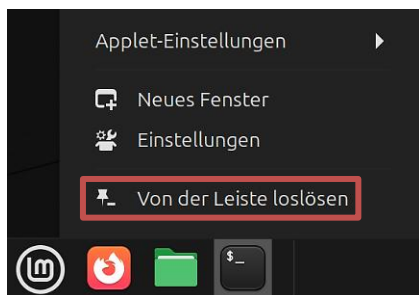 Applet-Einstellungen
Neues Fenster
Einstellungen
Von der Leiste loslösen
$_